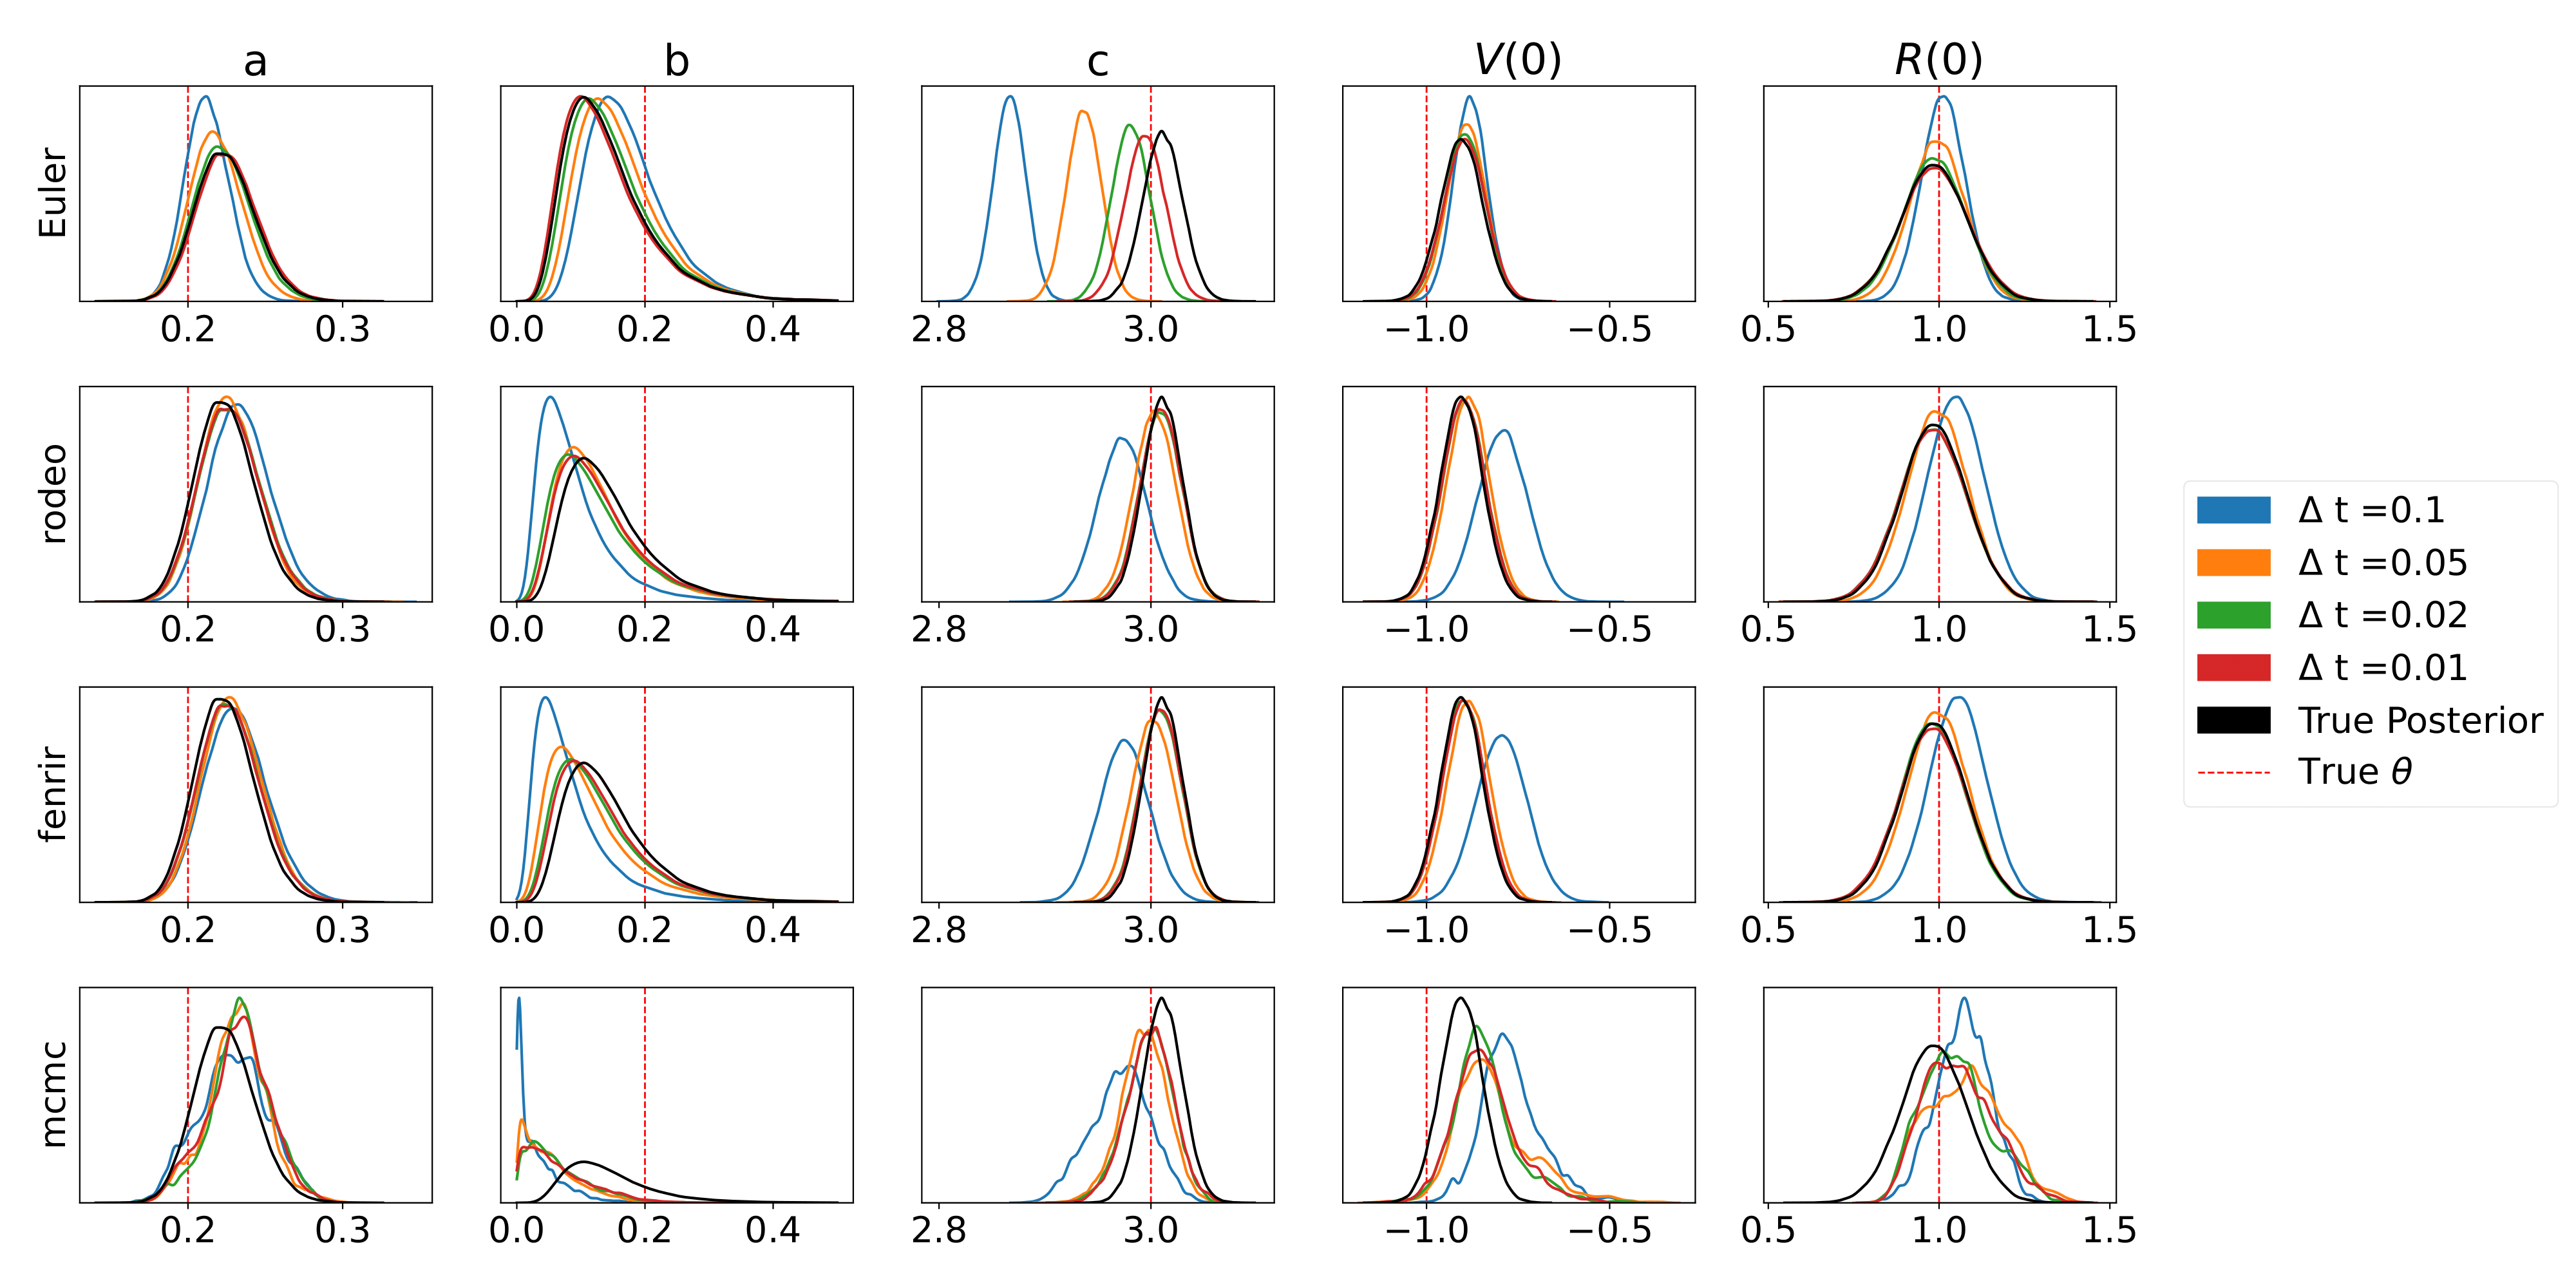 a b c V(0) R(0)
Euler
0.2 0.3 0.0 0.2 0.4 2.8 3.0 −1.0 −0.5 0.5 1.0 1.5
rodeo
0.2 0.3 0.0 0.2 0.4 2.8 3.0 −1.0 −0.5 0.5 1.0 1.5
fenrir
0.2 0.3 0.0 0.2 0.4 2.8 3.0 −1.0 −0.5 0.5 1.0 1.5
mcmc
0.2 0.3 0.0 0.2 0.4 2.8 3.0 −1.0 −0.5 0.5 1.0 1.5
Δ t =0.1
Δ t =0.05
Δ t =0.02
Δ t =0.01
True Posterior
True θ